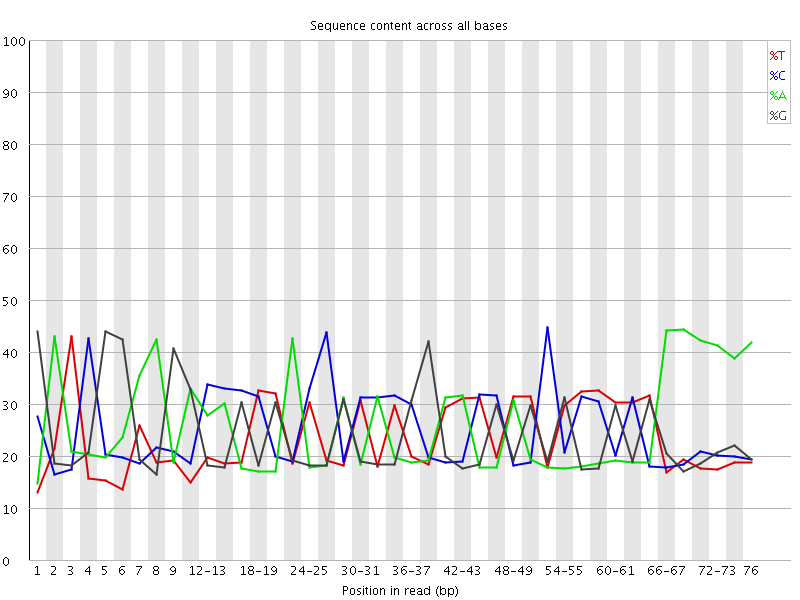 Sequence content across all bases
100
90
80
70
60
50
40
30
20
10
0
%T
%C
%A
%G
1 2 3 4 5 6 7 8 9 12-13 18-19 24-25 30-31 36-37 42-43 48-49 54-55 60-61 66-67 72-73 76
Position in read (bp)